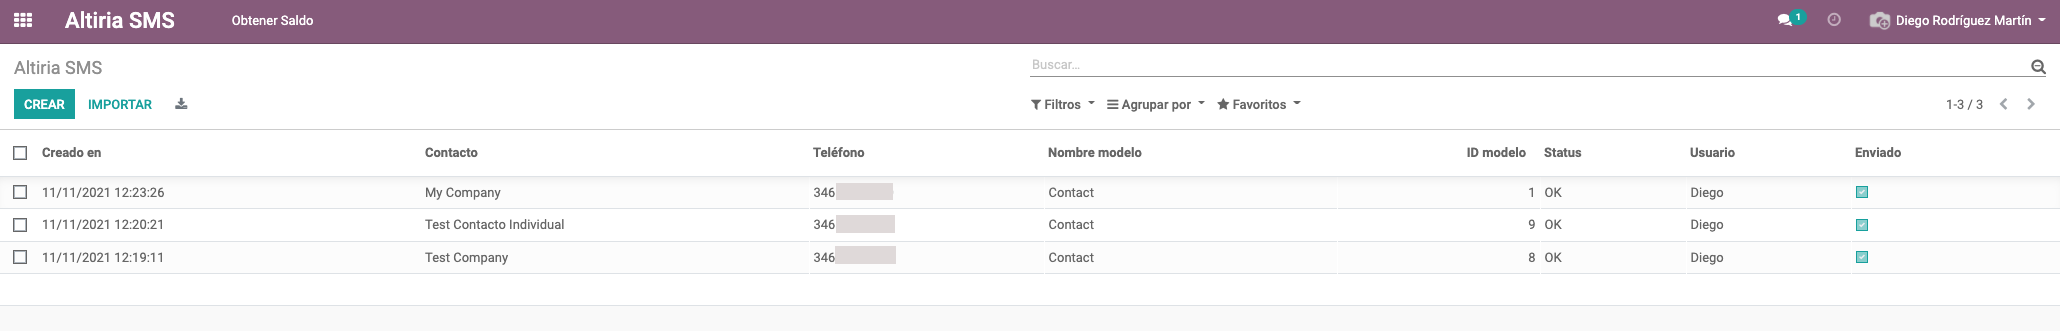 Altiria SMS Obtener Saldo 1 Diego Rodríguez Martín
Altiria SMS Buscar...
CREAR IMPORTAR Filtros Agrupar por Favoritos 1-3 / 3
Creado en Contacto Teléfono Nombre modelo ID modelo Status Usuario Enviado
11/11/2021 12:23:26 My Company 346 Contact 1 OK Diego
11/11/2021 12:20:21 Test Contacto Individual 346 Contact 9 OK Diego
11/11/2021 12:19:11 Test Company 346 Contact 8 OK Diego